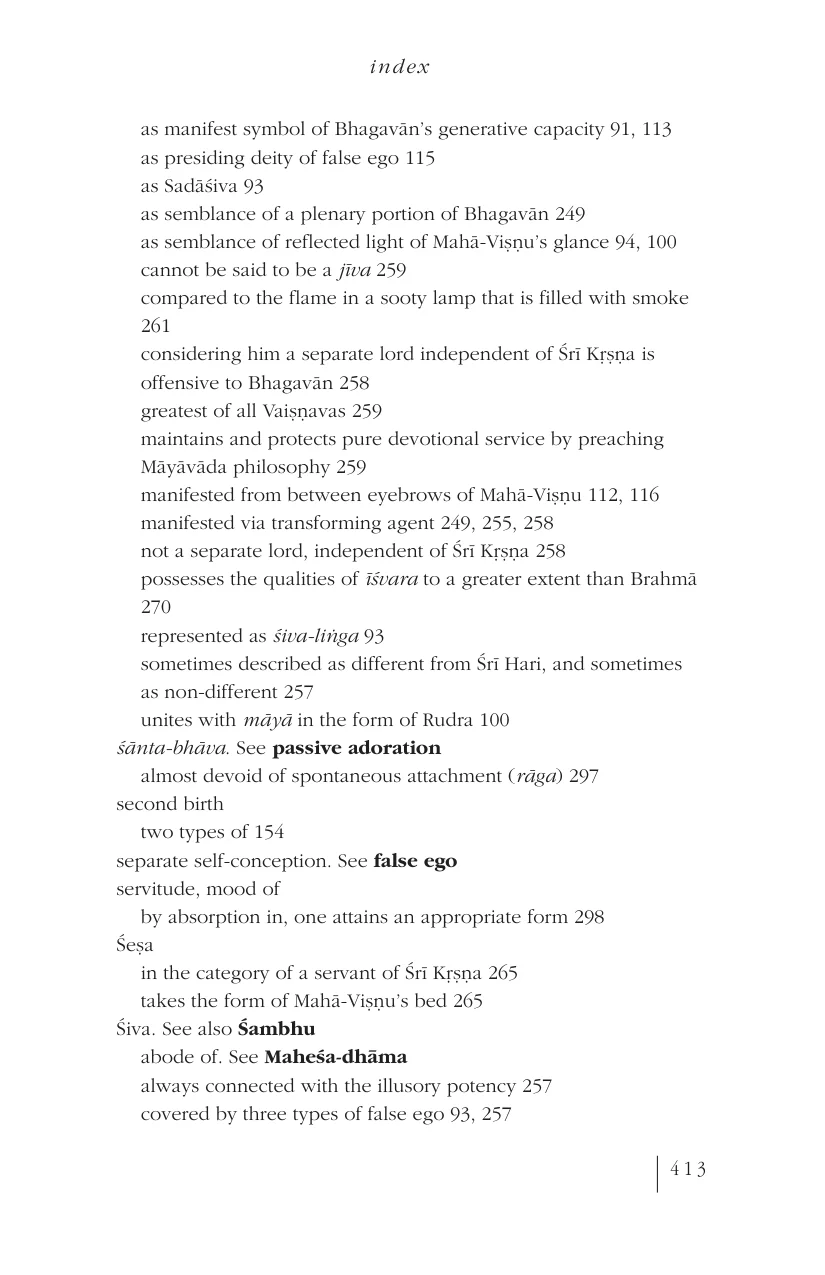 index
as manifest symbol of Bhagavān’s generative capacity 91, 113
as presiding deity of false ego 115
as Sadāśiva 93
as semblance of a plenary portion of Bhagavān 249
as semblance of reflected light of Mahā-Viṣṇu’s glance 94, 100
cannot be said to be a jīva 259
compared to the flame in a sooty lamp that is filled with smoke
261
considering him a separate lord independent of Śrī Kṛṣṇa is
offensive to Bhagavān 258
greatest of all Vaiṣṇavas 259
maintains and protects pure devotional service by preaching
Māyāvāda philosophy 259
manifested from between eyebrows of Mahā-Viṣṇu 112, 116
manifested via transforming agent 249, 255, 258
not a separate lord, independent of Śrī Kṛṣṇa 258
possesses the qualities of īśvara to a greater extent than Brahmā
270
represented as śiva-liṅga 93
sometimes described as different from Śrī Hari, and sometimes
as non-different 257
unites with māyā in the form of Rudra 100
śānta-bhāva. See passive adoration
almost devoid of spontaneous attachment (rāga) 297
second birth
two types of 154
separate self-conception. See false ego
servitude, mood of
by absorption in, one attains an appropriate form 298
Śeṣa
in the category of a servant of Śrī Kṛṣṇa 265
takes the form of Mahā-Viṣṇu’s bed 265
Śiva. See also Śambhu
abode of. See Maheśa-dhāma
always connected with the illusory potency 257
covered by three types of false ego 93, 257
413